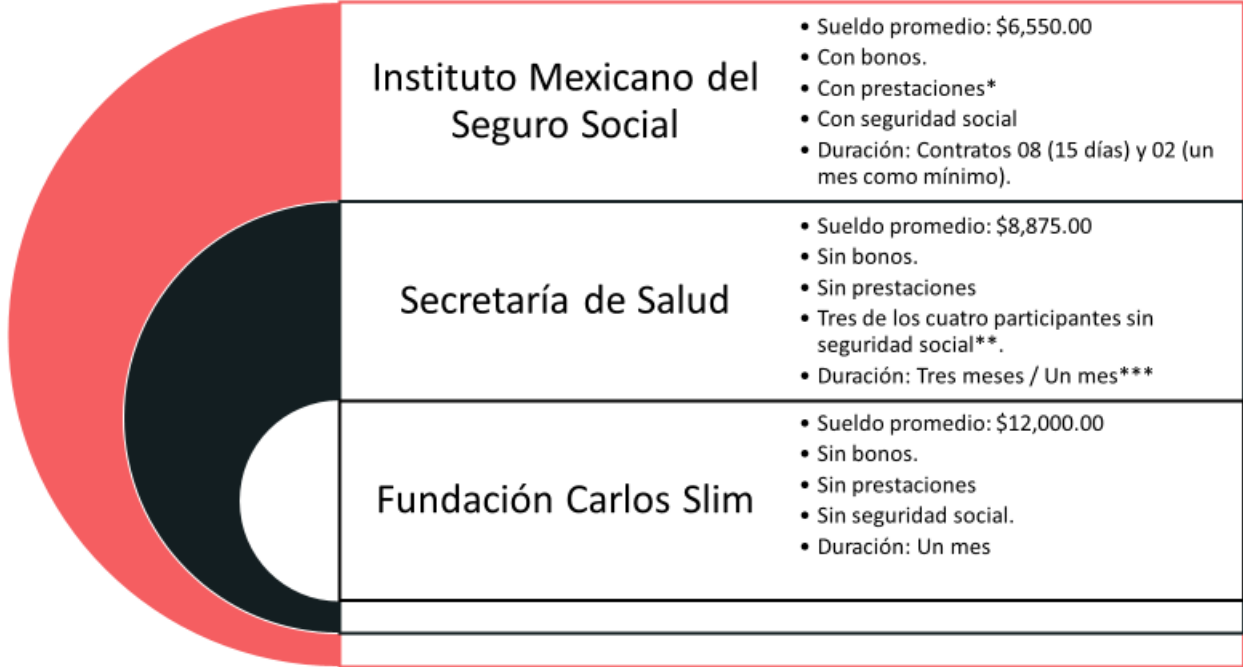 Instituto Mexicano del
Seguro Social
• Sueldo promedio: $6,550.00
• Con bonos.
• Con prestaciones*
• Con seguridad social
• Duración: Contratos 08 (15 días) y 02 (un
mes como mínimo).
Secretaría de Salud
• Sueldo promedio: $8,875.00
• Sin bonos.
• Sin prestaciones
• Tres de los cuatro participantes sin
seguridad social**.
• Duración: Tres meses / Un mes***
Fundación Carlos Slim
• Sueldo promedio: $12,000.00
• Sin bonos.
• Sin prestaciones
• Sin seguridad social.
• Duración: Un mes